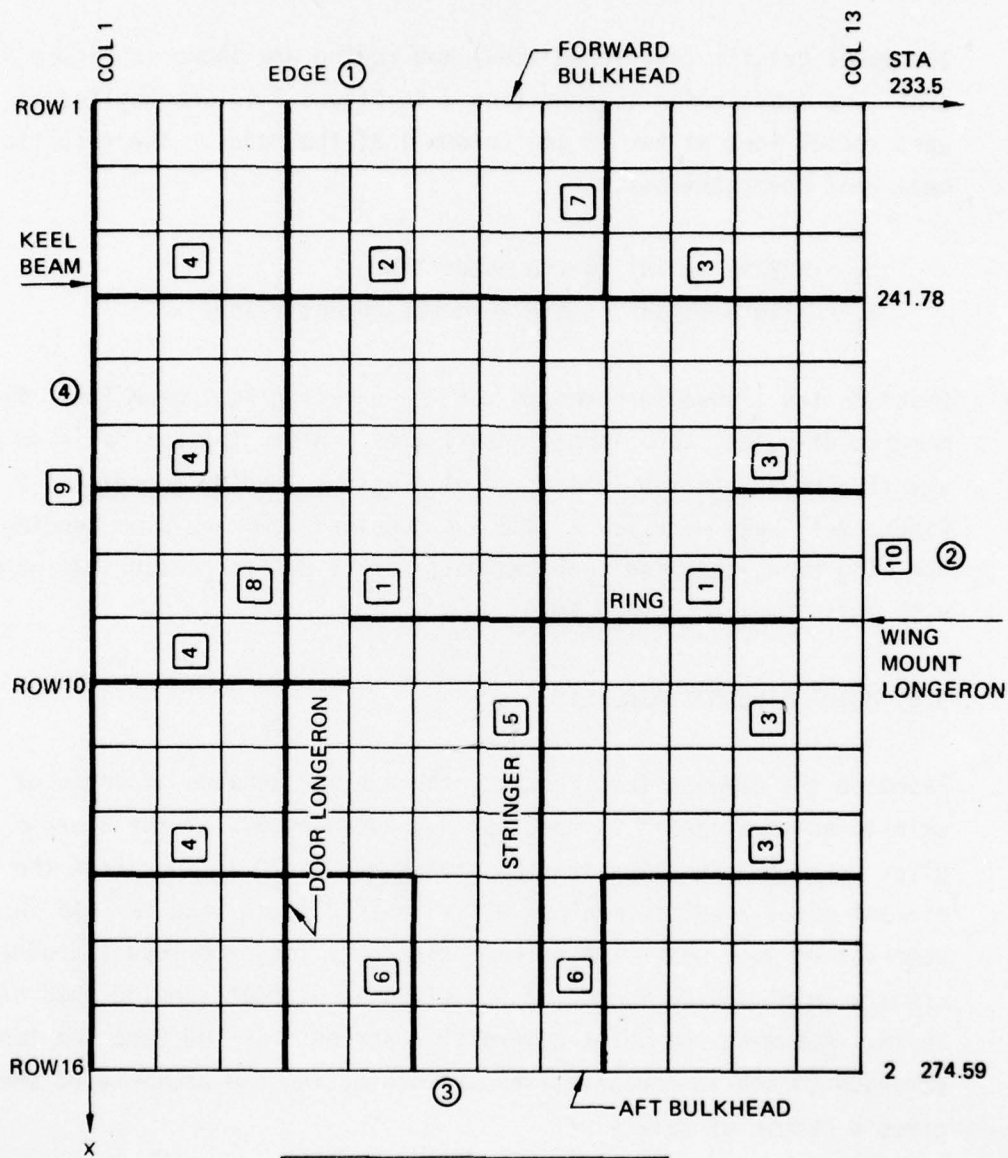 COL 1
COL 13
EDGE ①
FORWARD
BULKHEAD
STA
233.5
ROW 1
7
KEEL
BEAM
4
2
3
241.78
④
9
4
3
10
②
8
1
1
RING
WING
MOUNT
LONGERON
4
ROW10
5
3
STRINGER
DOOR LONGERON
4
3
6
6
ROW16
③
2 274.59
AFT BULKHEAD
x